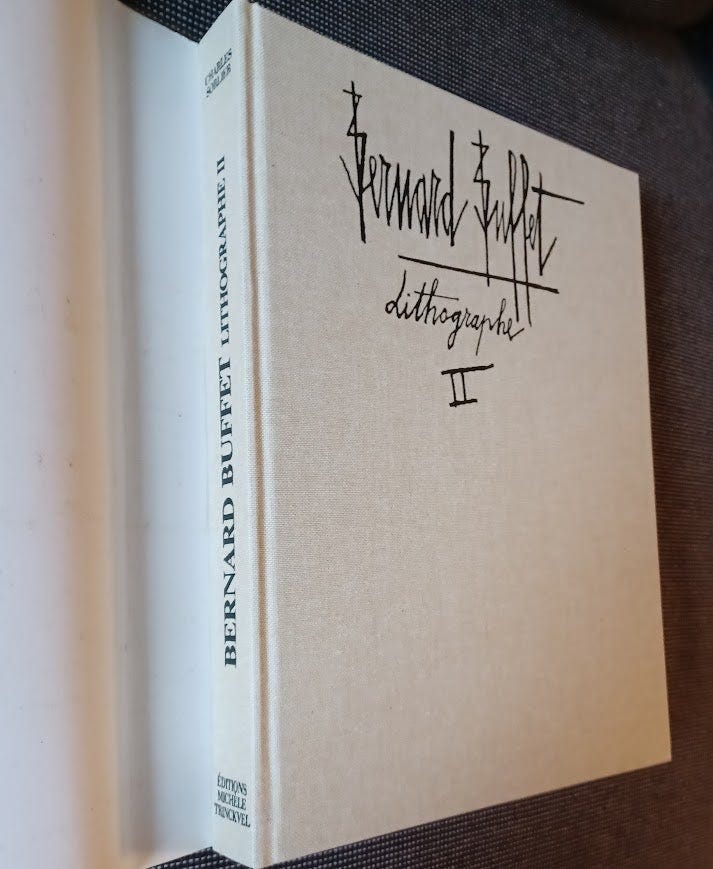 CHARLES
SORLIER
BERNARD BUFFET LITHOGRAPHE II
ÉDITIONS
MICHÈLE
TRINCKVEL
Bernard Buffet
Lithographe
II